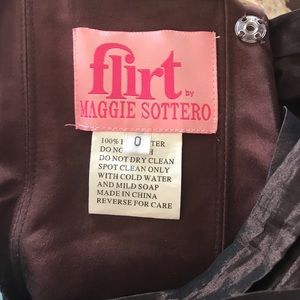 flirt
by
MAGGIE SOTTERO
0
100%
DO
DO NOT DRY CLEAN
SPOT CLEAN ONLY
WITH COLD WATER
AND MILD SOAP
MADE IN CHINA
REVERSE FOR CARE